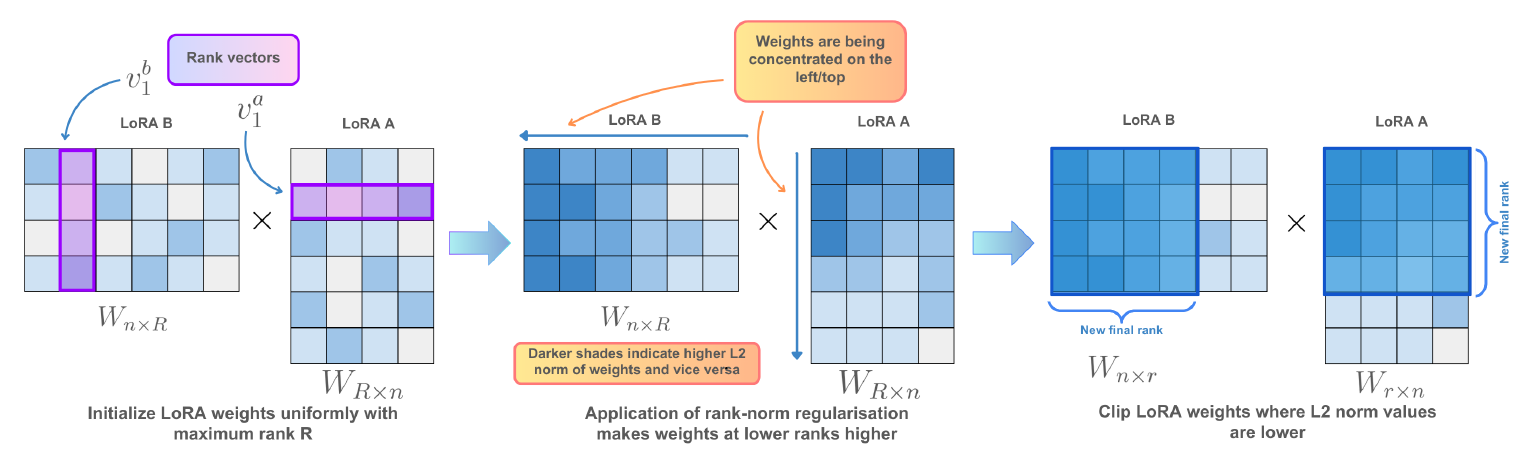 Rank vectors
v_1^b
v_1^a
LoRA B
LoRA A
×
W_{n×R}
W_{R×n}
Initialize LoRA weights uniformly with
maximum rank R
Weights are being
concentrated on the
left/top
LoRA B
LoRA A
×
W_{n×R}
Darker shades indicate higher L2
norm of weights and vice versa
W_{R×n}
Application of rank-norm regularisation
makes weights at lower ranks higher
LoRA B
LoRA A
×
New final rank
New final rank
W_{n×r}
W_{r×n}
Clip LoRA weights where L2 norm values
are lower